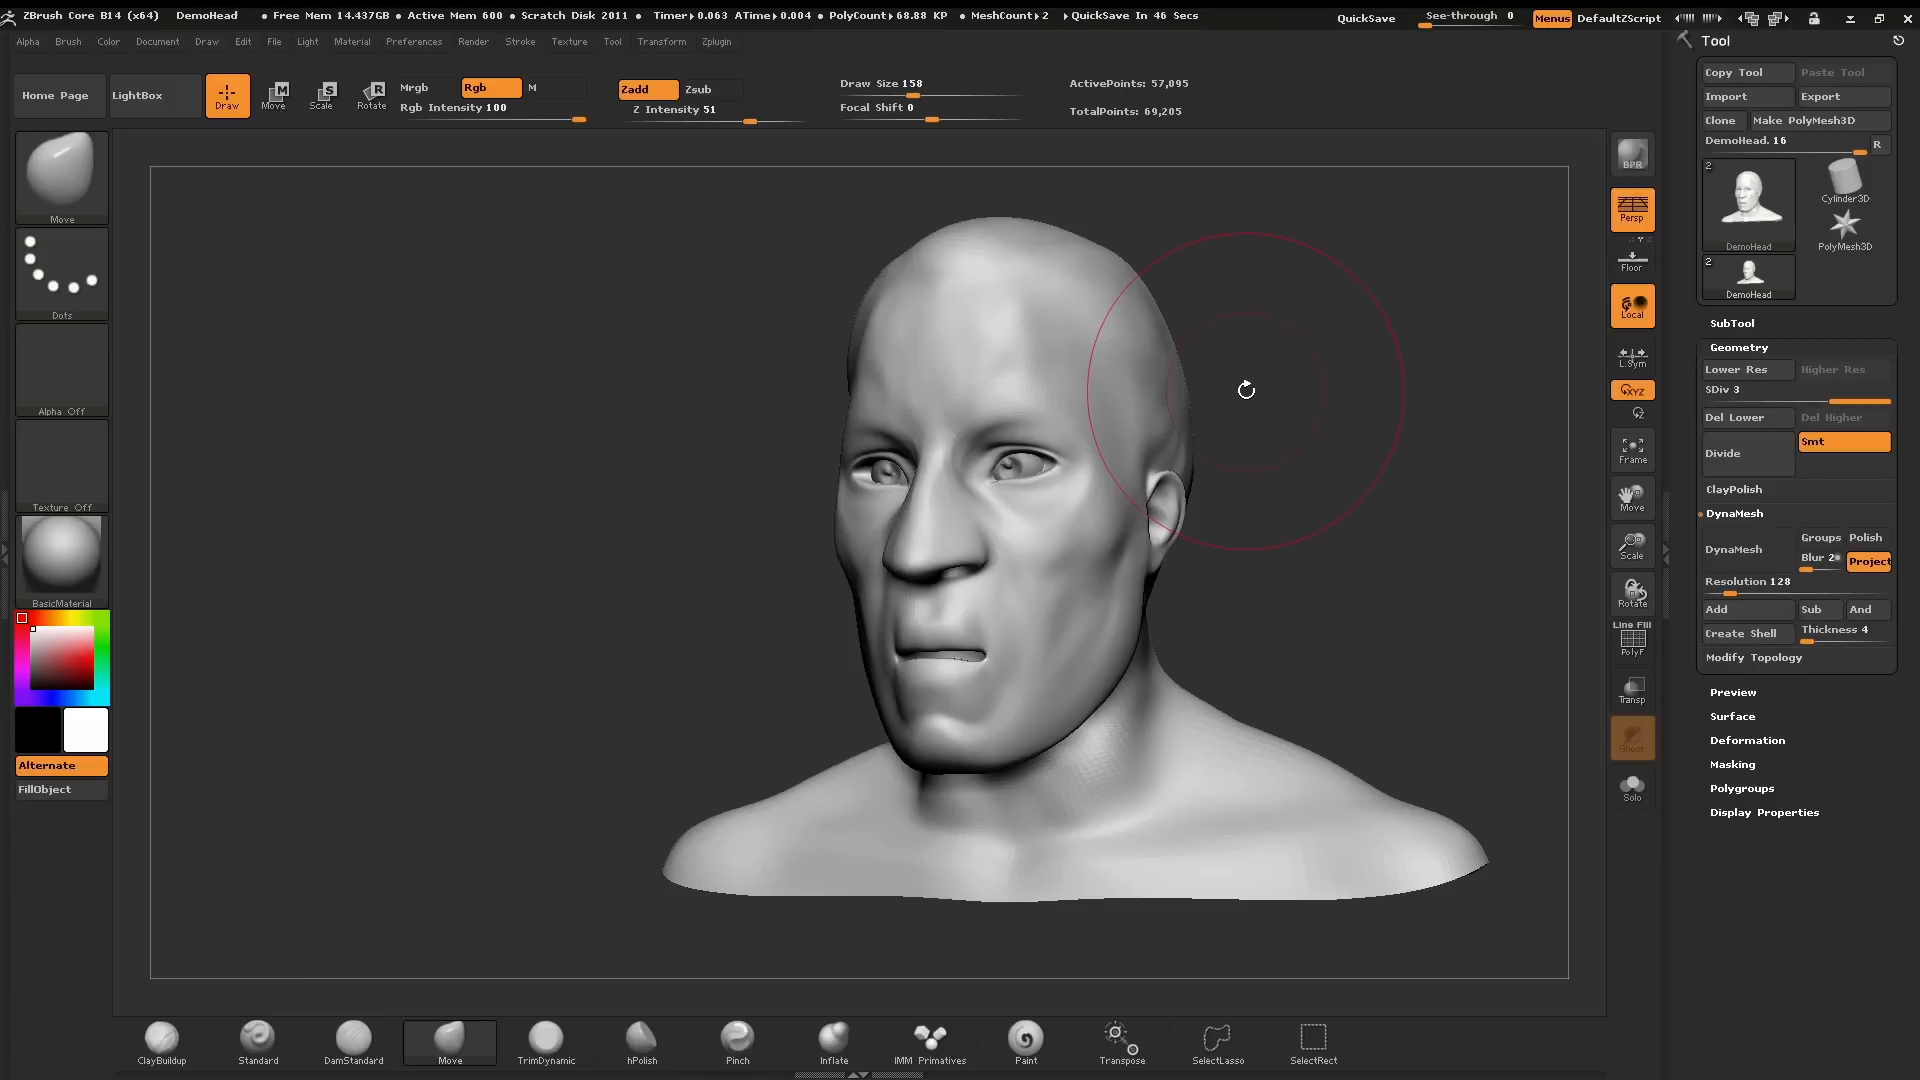 ZBrush Core B14 (x64) DemoHead • Free Mem 14.437GB • Active Mem 600 • Scratch Disk 2011 • Timer▸0.063 ATime▸0.004 • PolyCount▸68.88 KP • MeshCount▸2 ▸QuickSave In 46 Secs QuickSave See-through 0 Menus DefaultZScript
Alpha Brush Color Document Draw Edit File Light Material Preferences Render Stroke Texture Tool Transform Zplugin
Tool
Home Page
LightBox
Draw
Move
Scale
Rotate
Mrgb Rgb M
Rgb Intensity 100
Zadd Zsub
Z Intensity 51
Draw Size 158
Focal Shift 0
ActivePoints: 57,095
TotalPoints: 69,205
Move
Dots
Alpha Off
Texture Off
BasicMaterial
Alternate
FillObject
BPR
Persp
Floor
Local
L.Sym
XYZ
Z
Frame
Move
Scale
Rotate
Line Fill
PolyF
Transp
Ghost
Solo
Copy Tool Paste Tool
Import Export
Clone Make PolyMesh3D
DemoHead. 16 R
2
DemoHead
Cylinder3D
PolyMesh3D
2
DemoHead
SubTool
Geometry
Lower Res Higher Res
SDiv 3
Del Lower Del Higher
Divide Smt
ClayPolish
DynaMesh
DynaMesh Groups Polish
Blur 2 Project
Resolution 128
Add Sub And
Create Shell Thickness 4
Modify Topology
Preview
Surface
Deformation
Masking
Polygroups
Display Properties
ClayBuildup Standard DamStandard Move TrimDynamic hPolish Pinch Inflate IMM Primatives Paint Transpose SelectLasso SelectRect